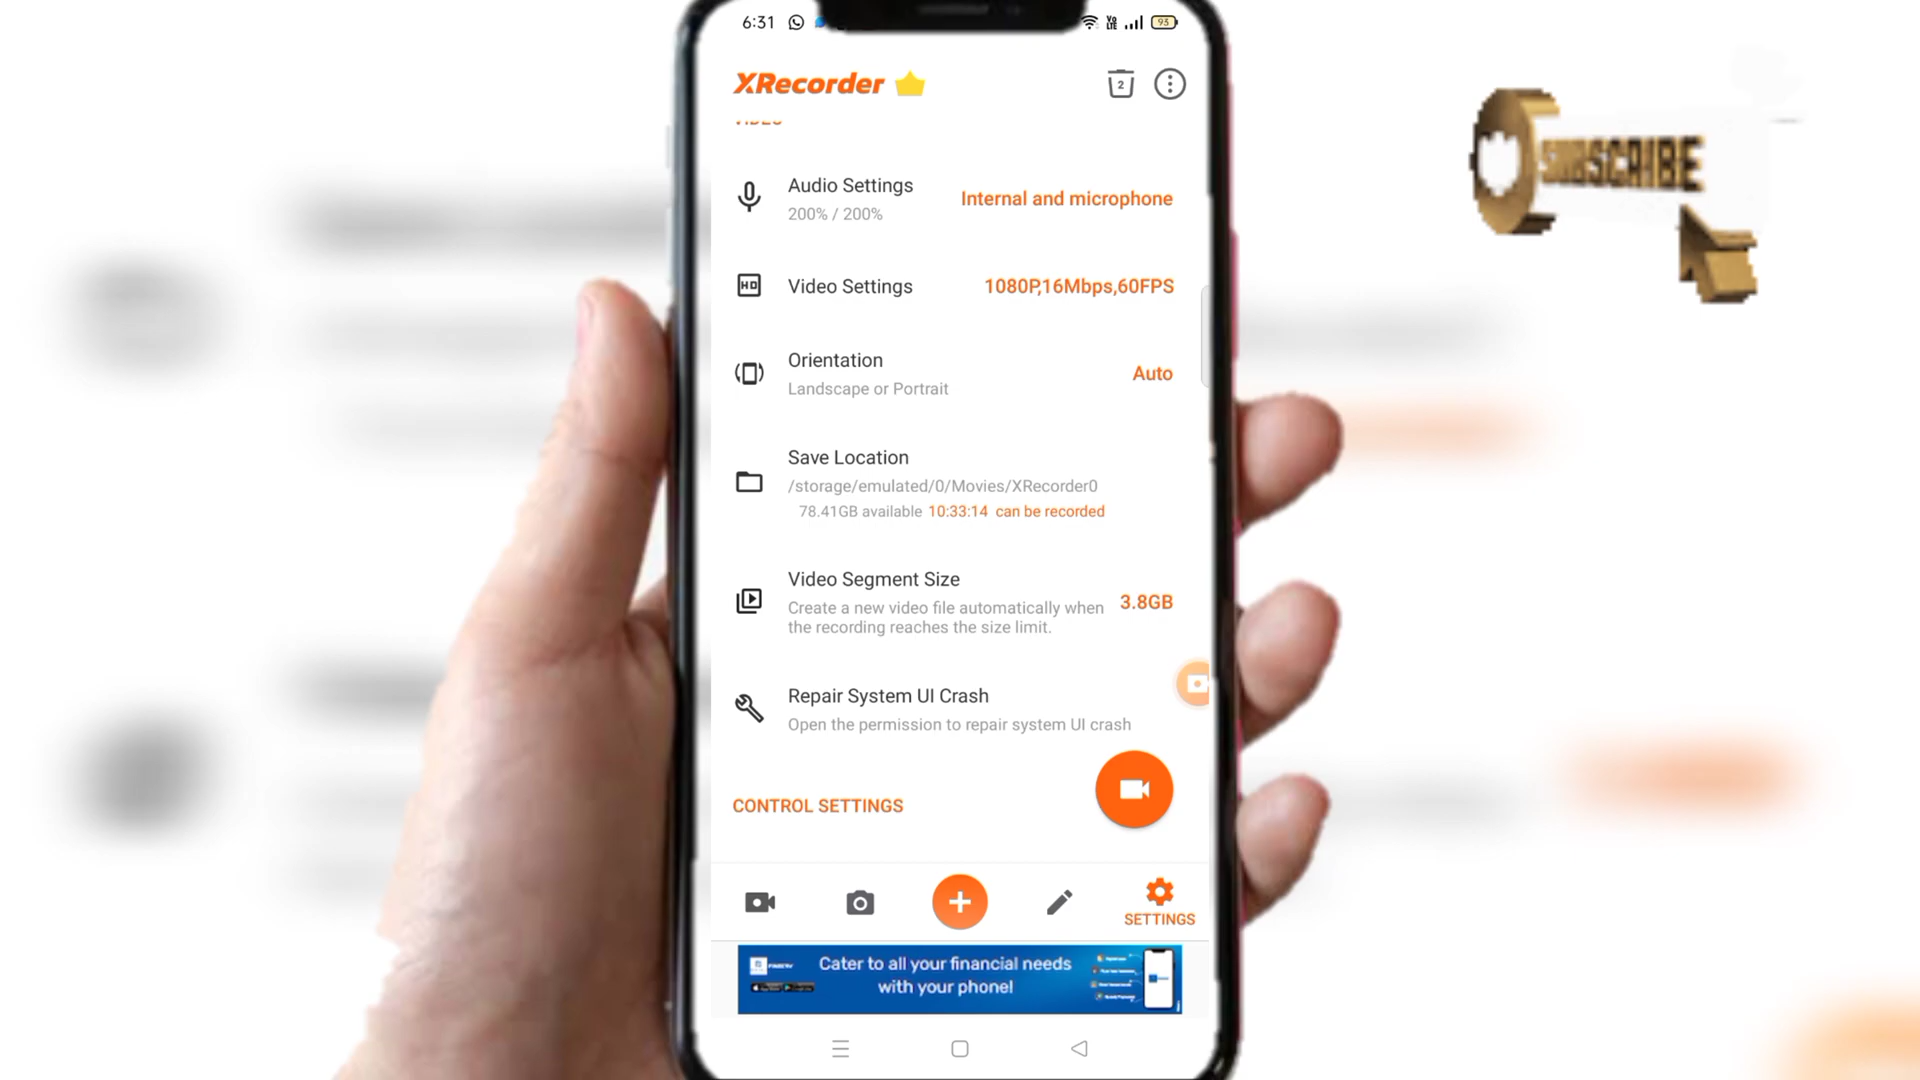 6:31
93
XRecorder
2
SUBSCRIBE
VIDEO
Audio Settings
Internal and microphone
200% / 200%
HD
Video Settings
1080P,16Mbps,60FPS
Orientation
Auto
Landscape or Portrait
Save Location
/storage/emulated/0/Movies/XRecorder0
78.41GB available 10:33:14 can be recorded
Video Segment Size
3.8GB
Create a new video file automatically when
the recording reaches the size limit.
Repair System UI Crash
Open the permission to repair system UI crash
CONTROL SETTINGS
SETTINGS
Cater to all your financial needs
with your phone!